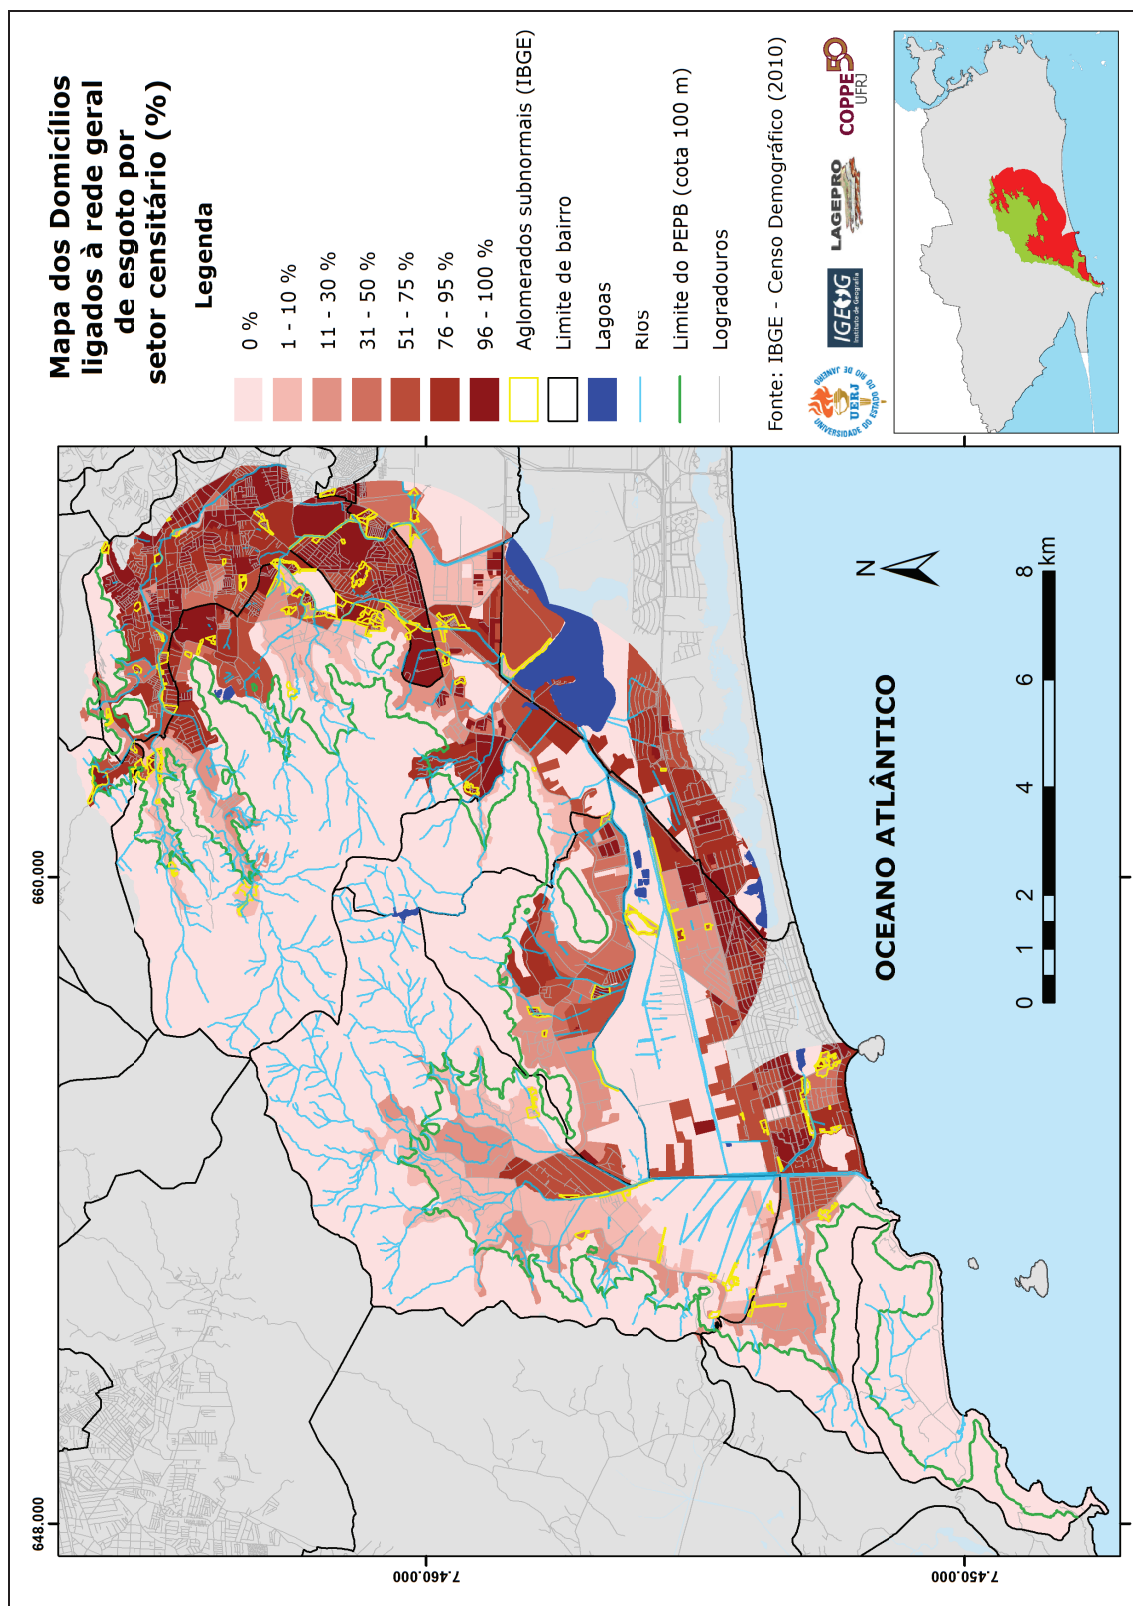 Mapa dos Domicílios
ligados à rede geral
de esgoto por
setor censitário (%)
Legenda
0 %
1 - 10 %
11 - 30 %
31 - 50 %
51 - 75 %
76 - 95 %
96 - 100 %
Aglomerados subnormais (IBGE)
Limite de bairro
Lagoas
Rios
Limite do PEPB (cota 100 m)
Logradouros
Fonte: IBGE - Censo Demográfico (2010)
UNIVERSIDADE DO ESTADO DO RIO DE JANEIRO
UERJ
IGEOG
Instituto de Geografia
LAGEPRO
COPPE 50
UFRJ
648.000
660.000
7.460.000
7.450.000
OCEANO ATLÂNTICO
N
0 1 2 4 6 8 km